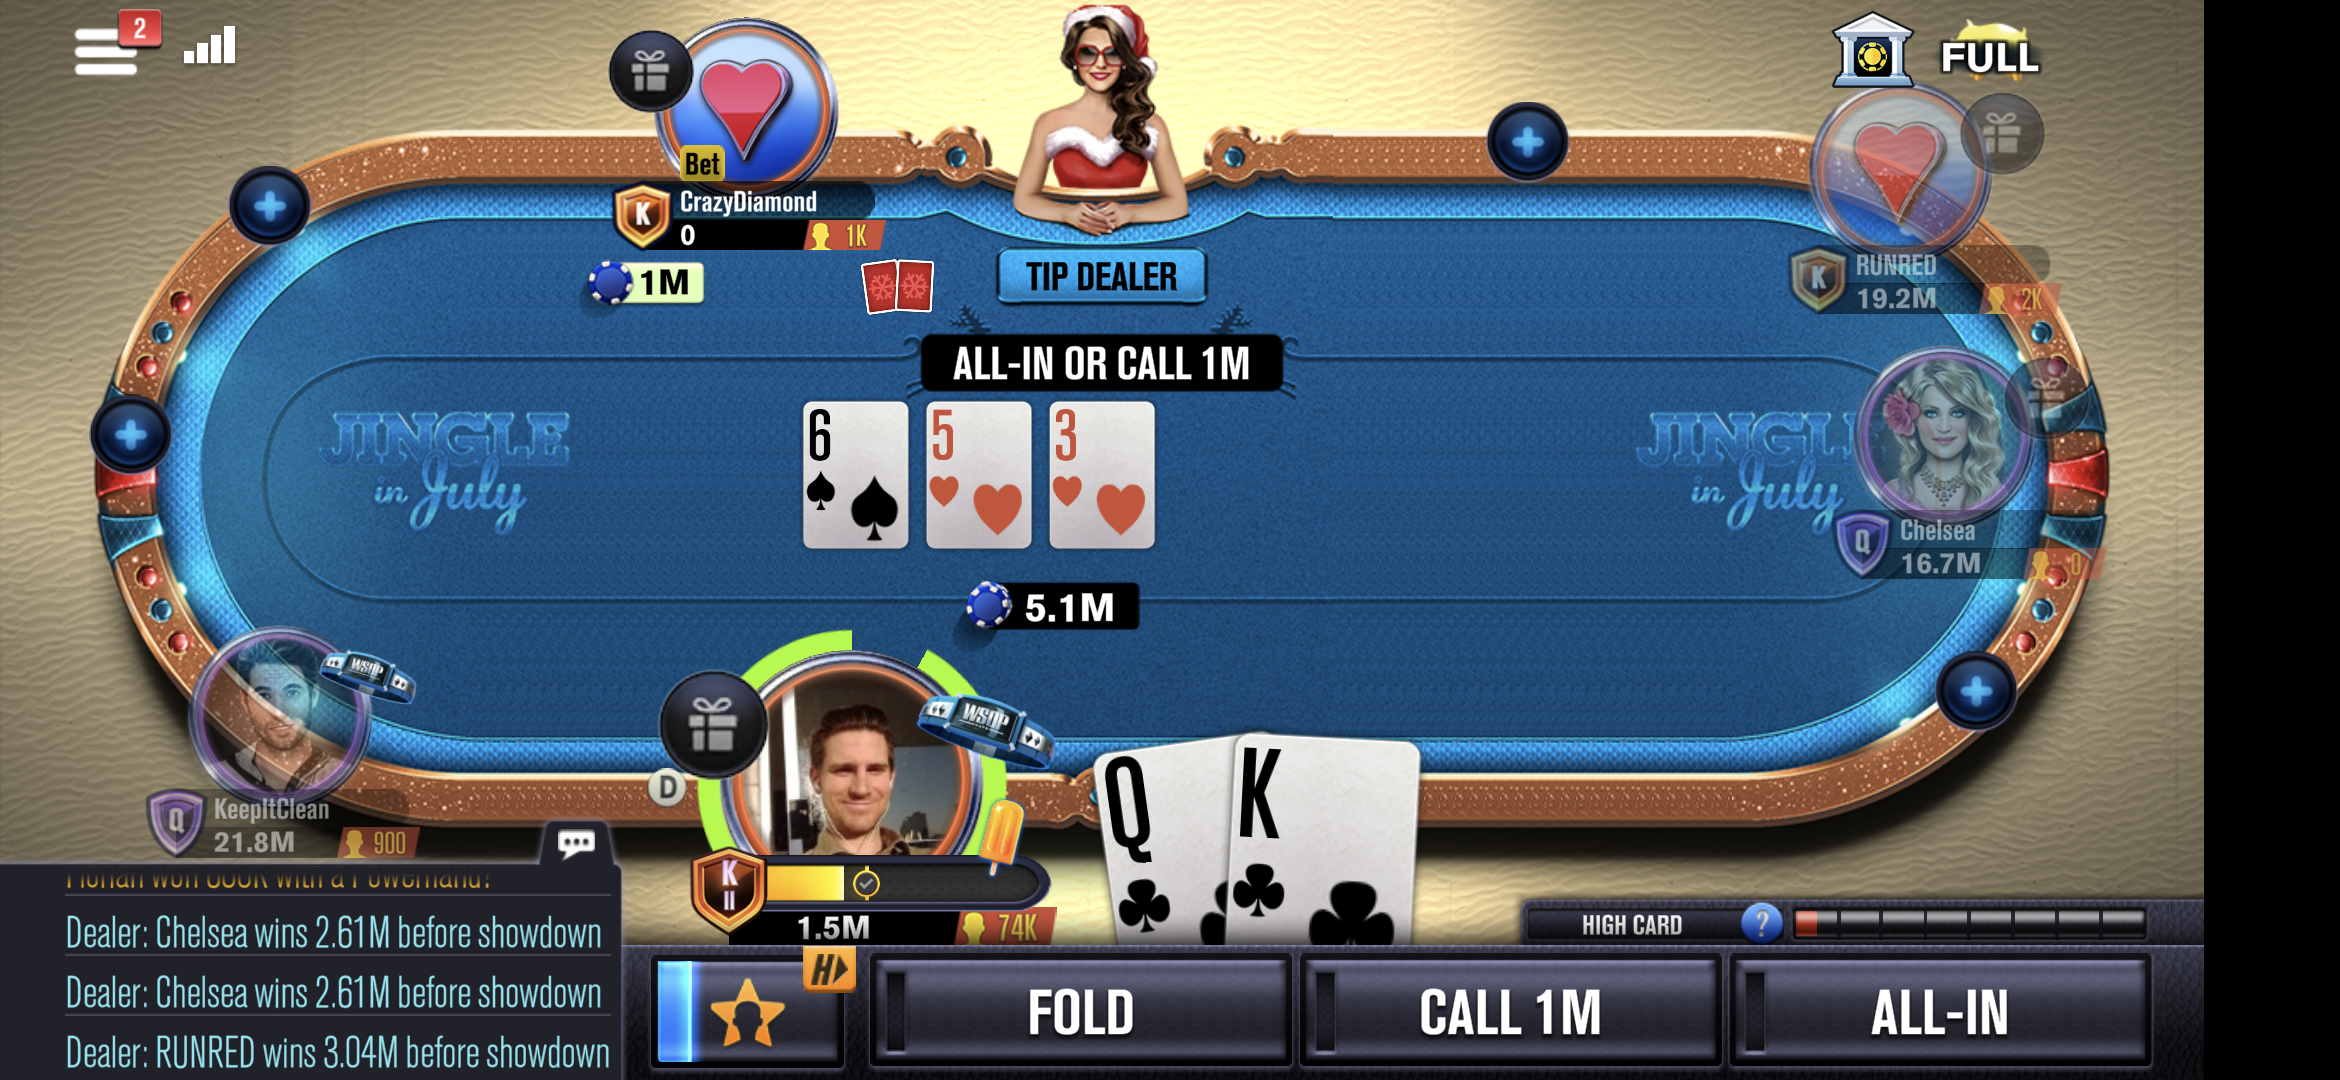 2
FULL
Bet
K
CrazyDiamond
0
1K
1M
TIP DEALER
K
RUNRED
19.2M
2K
ALL-IN OR CALL 1M
6
5
3
JINGLE
in July
JINGL
in July
Q
Chelsea
16.7M
0
5.1M
WSOP
WSOP
D
Q
K
Q
KeepItClean
21.8M
900
K
II
1.5M
74K
HIGH CARD
?
Dealer: Chelsea wins 2.61M before showdown
Dealer: Chelsea wins 2.61M before showdown
Dealer: RUNRED wins 3.04M before showdown
H
FOLD
CALL 1M
ALL-IN